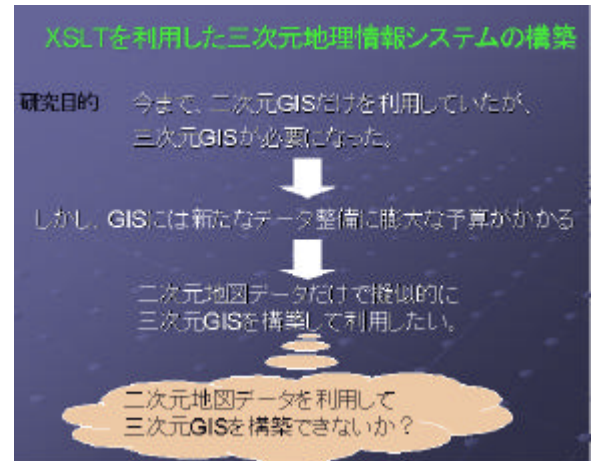 XSLTを利用した三次元地理情報システムの構築
研究目的 今まで、二次元GISだけを利用していたが、
三次元GISが必要になった。
しかし、GISには新たなデータ整備に膨大な予算がかかる
二次元地図データだけで擬似的に
三次元GISを構築して利用したい。
二次元地図データを利用して
三次元GISを構築できないか？